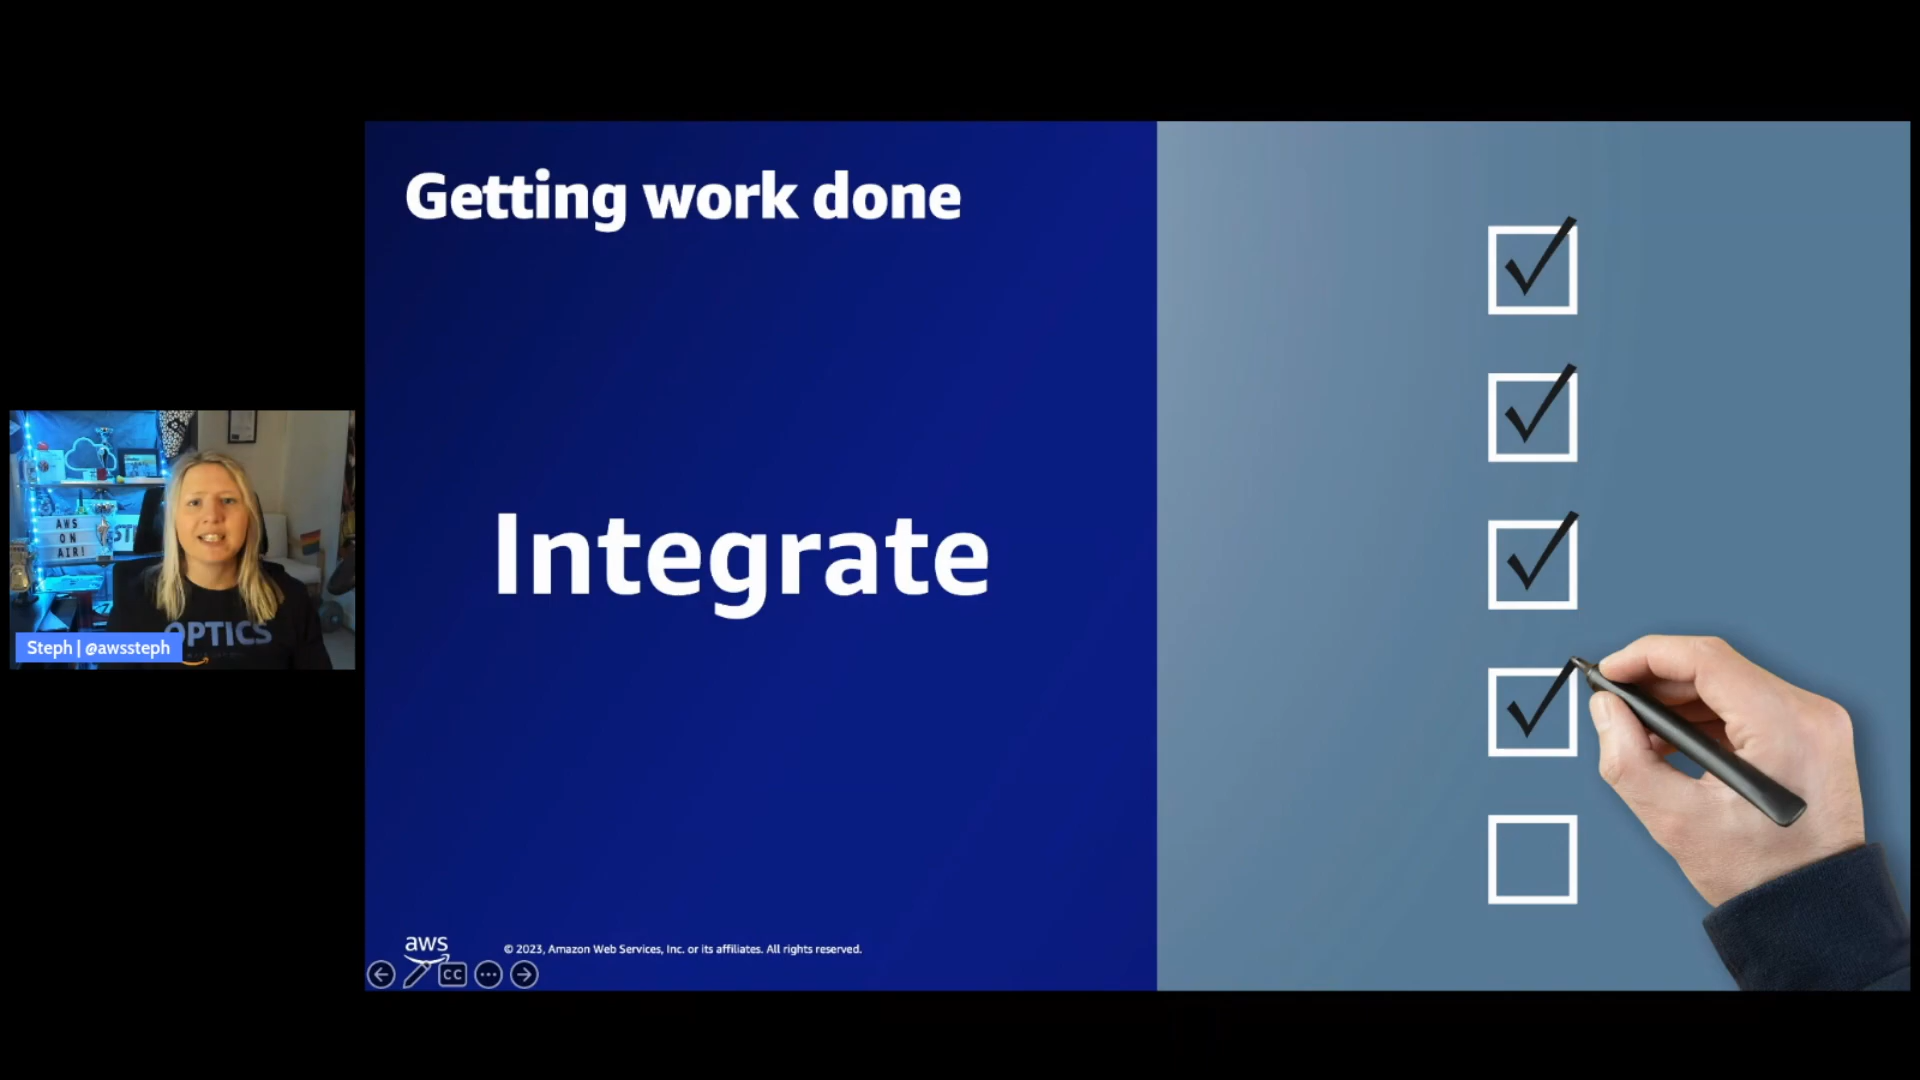 Getting work done
Integrate
AWS
ON
AIR!
ST
OPTICS
Steph | @awssteph
aws
© 2023, Amazon Web Services, Inc. or its affiliates. All rights reserved.
CC